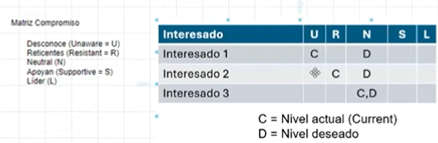 Matriz Compromiso
Desconoce (Unaware = U)
Reticentes (Resistant = R)
Neutral (N)
Apoyan (Supportive = S)
Líder (L)
Interesado U R N S L
Interesado 1 C D
Interesado 2 C D
Interesado 3 C,D
C = Nivel actual (Current)
D = Nivel deseado